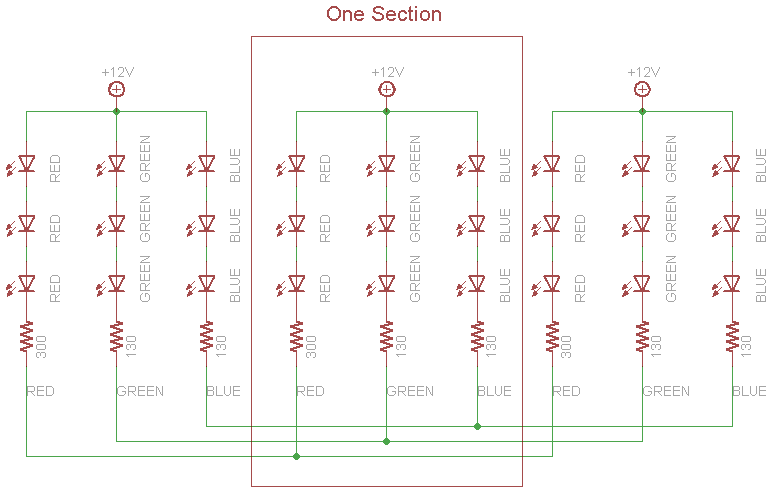 One Section
+12V +12V +12V
RED GREEN BLUE RED GREEN BLUE RED GREEN BLUE
RED GREEN BLUE RED GREEN BLUE RED GREEN BLUE
RED GREEN BLUE RED GREEN BLUE RED GREEN BLUE
300 130 130 300 130 130 300 130 130
RED GREEN BLUE RED GREEN BLUE RED GREEN BLUE